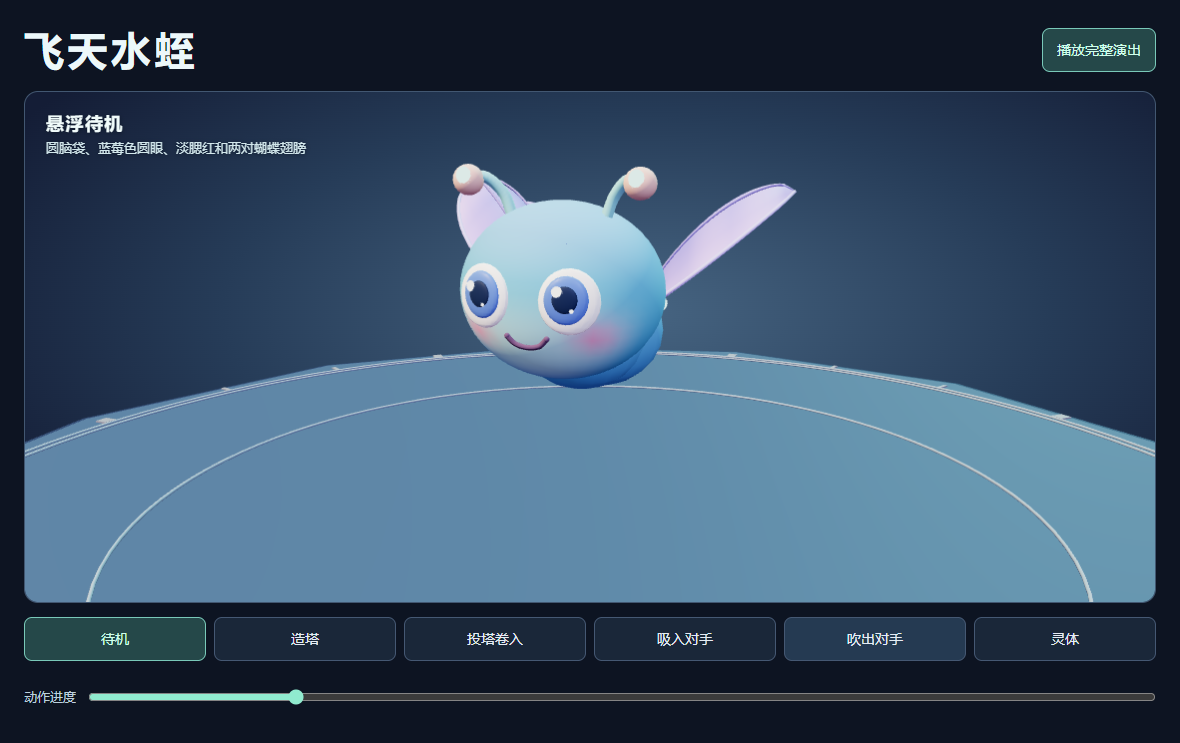 飞天水蛭
播放完整演出
悬浮待机
圆脑袋、蓝莓色圆眼、淡腮红和两对蝴蝶翅膀
待机
造塔
投塔卷入
吸入对手
吹出对手
灵体
动作进度